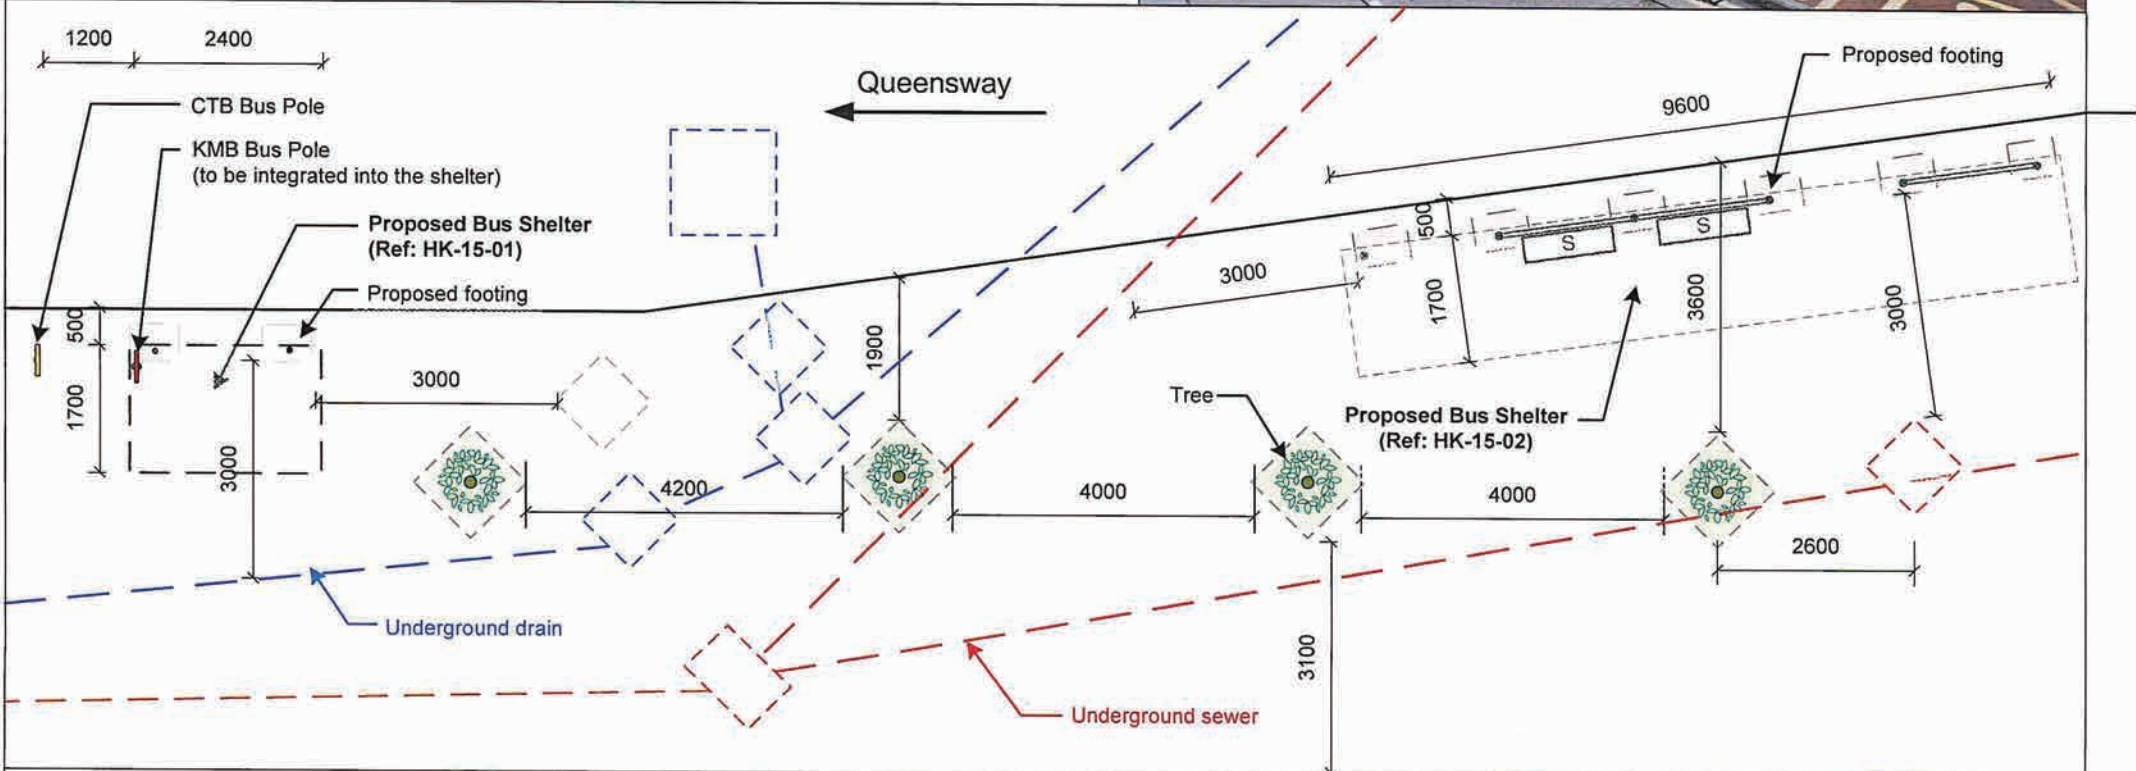 1200
2400
CTB Bus Pole
KMB Bus Pole
(to be integrated into the shelter)
Proposed Bus Shelter
(Ref: HK-15-01)
Proposed footing
500
1700
3000
3000
Queensway
Proposed footing
9600
500
3000
1700
S
S
3600
3000
1900
Tree
Proposed Bus Shelter
(Ref: HK-15-02)
4200
4000
4000
2600
3100
Underground drain
Underground sewer